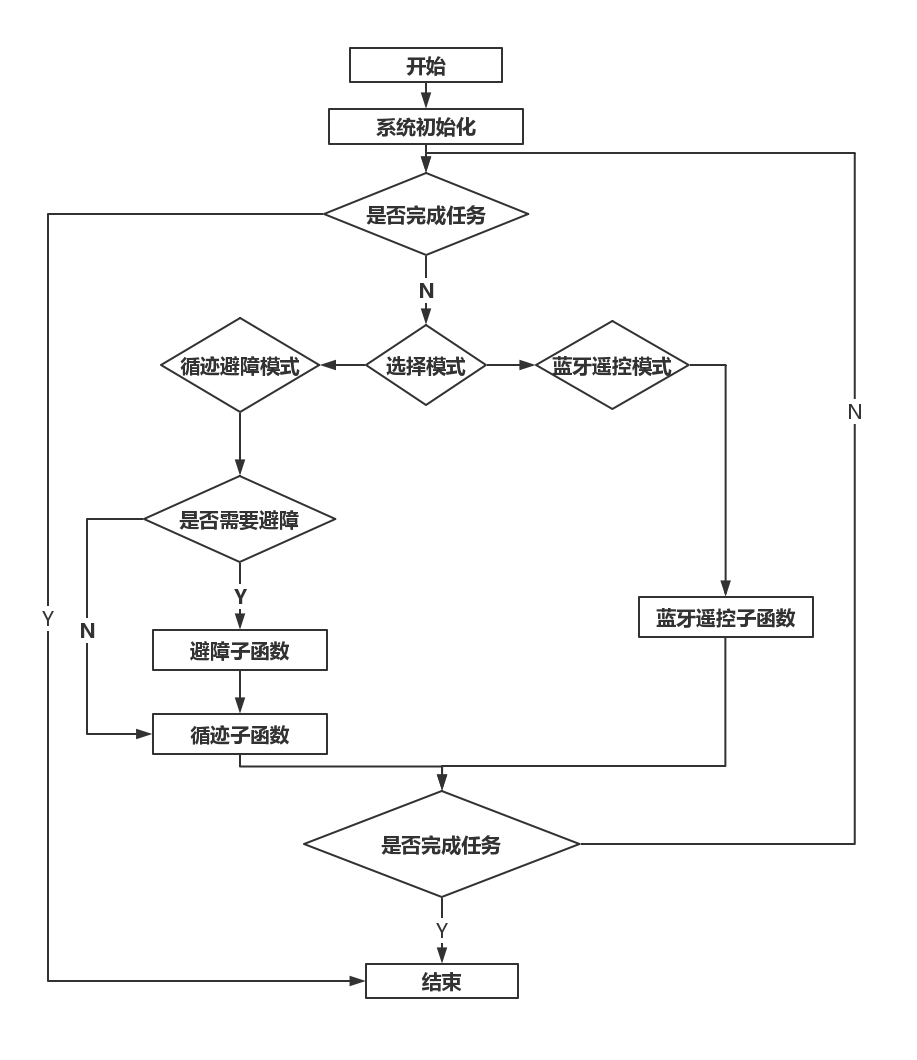 开始
系统初始化
是否完成任务
N
循迹避障模式
选择模式
蓝牙遥控模式
N
是否需要避障
Y
蓝牙遥控子函数
Y
N
避障子函数
循迹子函数
是否完成任务
Y
结束